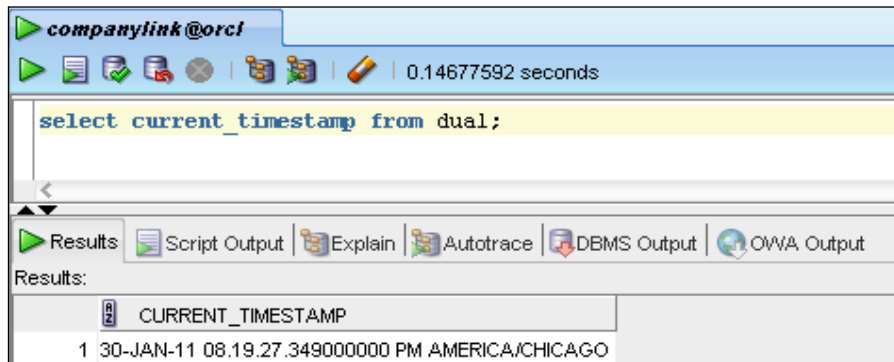 companylink@orcl
0.14677592 seconds
select current_timestamp from dual;
Results Script Output Explain Autotrace DBMS Output OWA Output
Results:
CURRENT_TIMESTAMP
1 30-JAN-11 08.19.27.349000000 PM AMERICA/CHICAGO